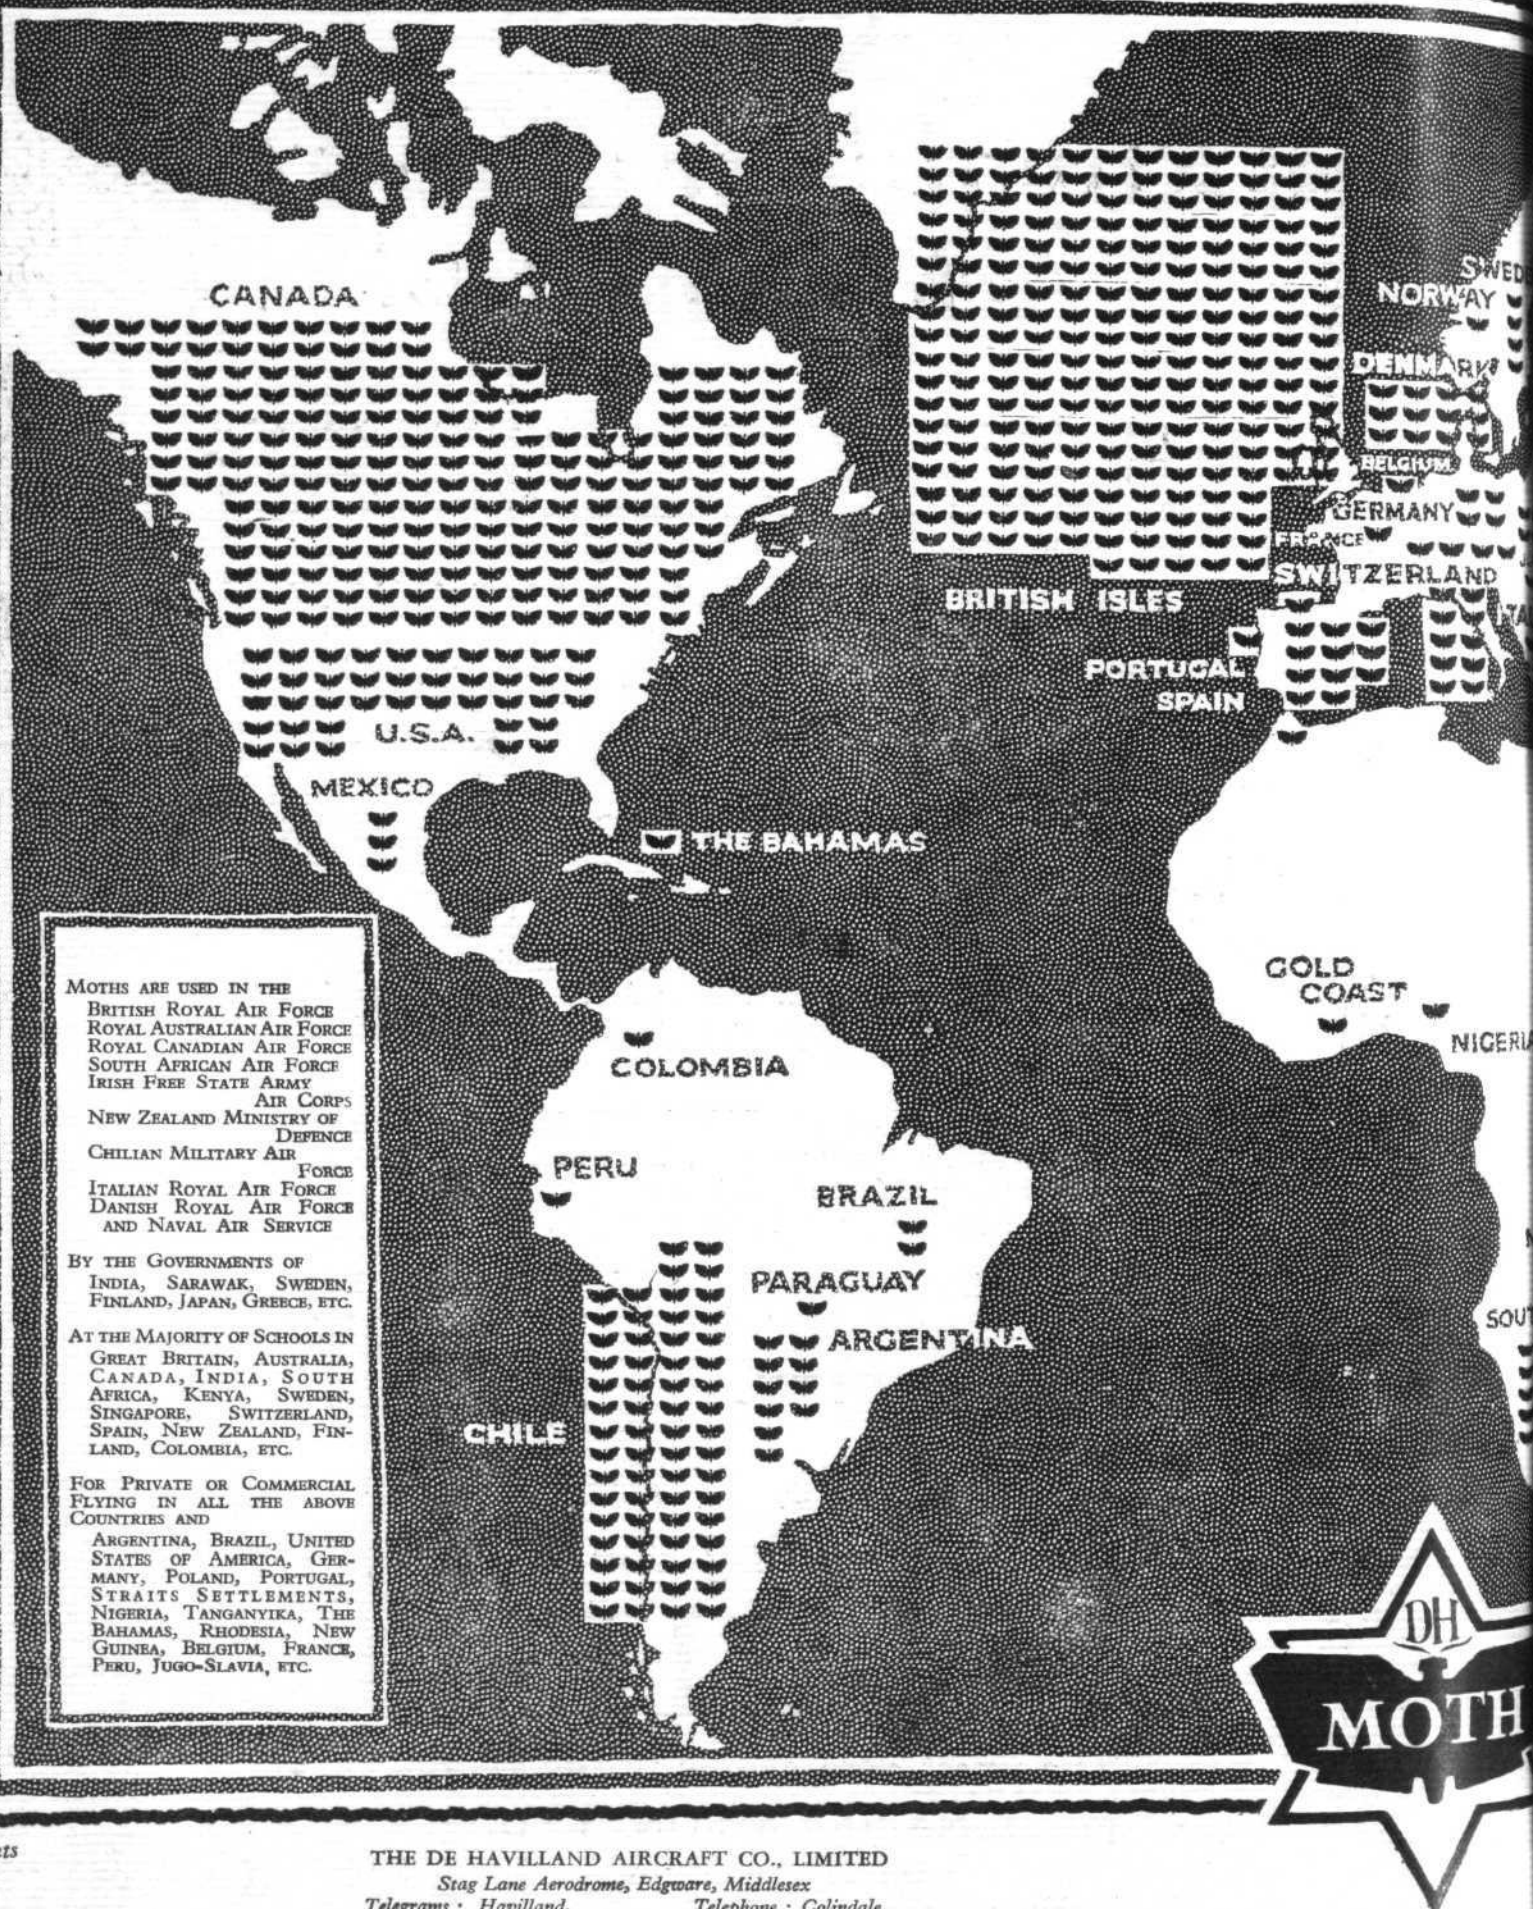 CANADA
U.S.A.
MEXICO
THE BAHAMAS
BRITISH ISLES
NORWAY
DENMARK
BELGIUM
GERMANY
FRANCE
SWITZERLAND
PORTUGAL
SPAIN
GOLD
COAST
COLOMBIA
PERU
BRAZIL
PARAGUAY
ARGENTINA
CHILE
MOTHS ARE USED IN THE
BRITISH ROYAL AIR FORCE
ROYAL AUSTRALIAN AIR FORCE
ROYAL CANADIAN AIR FORCE
SOUTH AFRICAN AIR FORCE
IRISH FREE STATE ARMY
AIR CORPS
NEW ZEALAND MINISTRY OF
DEFENCE
CHILIAN MILITARY AIR
FORCE
ITALIAN ROYAL AIR FORCE
DANISH ROYAL AIR FORCE
AND NAVAL AIR SERVICE
BY THE GOVERNMENTS OF
INDIA, SARAWAK, SWEDEN,
FINLAND, JAPAN, GREECE, ETC.
AT THE MAJORITY OF SCHOOLS IN
GREAT BRITAIN, AUSTRALIA,
CANADA, INDIA, SOUTH
AFRICA, KENYA, SWEDEN,
SINGAPORE, SWITZERLAND,
SPAIN, NEW ZEALAND, FIN-
LAND, COLOMBIA, ETC.
FOR PRIVATE OR COMMERCIAL
FLYING IN ALL THE ABOVE
COUNTRIES AND
ARGENTINA, BRAZIL, UNITED
STATES OF AMERICA, GER-
MANY, POLAND, PORTUGAL,
STRAITS SETTLEMENTS,
NIGERIA, TANGANYIKA, THE
BAHAMAS, RHODESIA, NEW
GUINEA, BELGIUM, FRANCE,
PERU, JUGO-SLAVIA, ETC.
DH
MOTH
THE DE HAVILLAND AIRCRAFT CO., LIMITED
Stag Lane Aerodrome, Edgware, Middlesex
Telegrams : Havilland, Telephone : Colindale